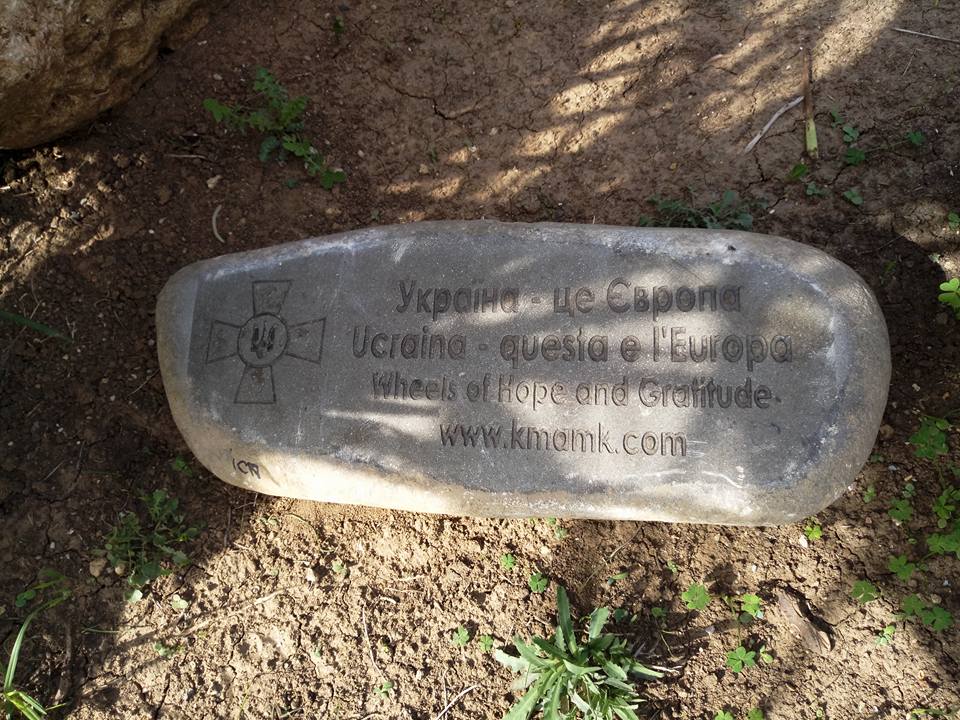 Україна - це Європа
Ucraina - questa e l'Europa
Wheels of Hope and Gratitude
www.kmamk.com